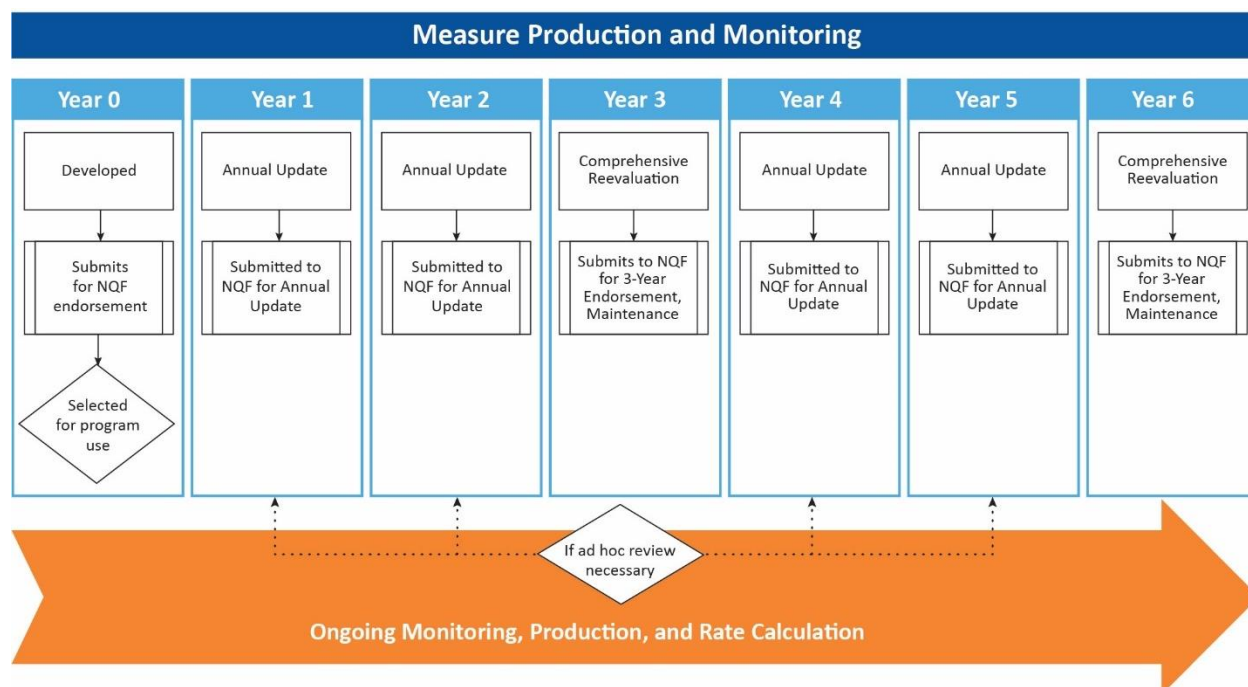 Measure Production and Monitoring
Year 0
Developed
Submits
for NQF
endorsement
Selected
for program
use
Year 1
Annual Update
Submitted to
NQF for Annual
Update
Year 2
Annual Update
Submitted to
NQF for Annual
Update
Year 3
Comprehensive
Reevaluation
Submits to NQF
for 3-Year
Endorsement,
Maintenance
Year 4
Annual Update
Submitted to
NQF for Annual
Update
Year 5
Annual Update
Submitted to
NQF for Annual
Update
Year 6
Comprehensive
Reevaluation
Submits to NQF
for 3-Year
Endorsement,
Maintenance
If ad hoc review
necessary
Ongoing Monitoring, Production, and Rate Calculation